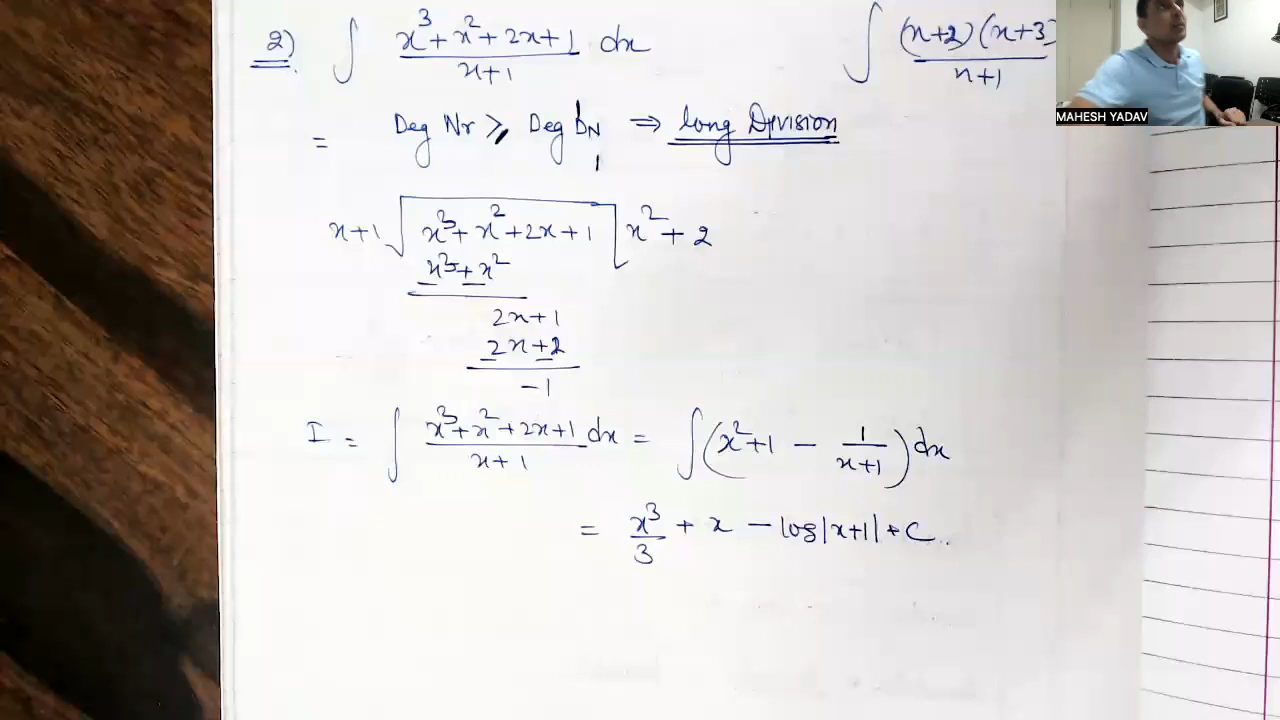 2) ∫ x³+x²+2x+1 / x+1 dx
∫ (x+2)(x+3) / x+1
MAHESH YADAV
= Deg Nr ≥ Deg DN ⇒ long Division
x+1 √ x³+x²+2x+1 | x²+2
x³+x²
2x+1
2x+2
-1
I = ∫ x³+x²+2x+1 / x+1 dx = ∫ (x²+1 - 1/x+1) dx
= x³/3 + x - log|x+1| + C